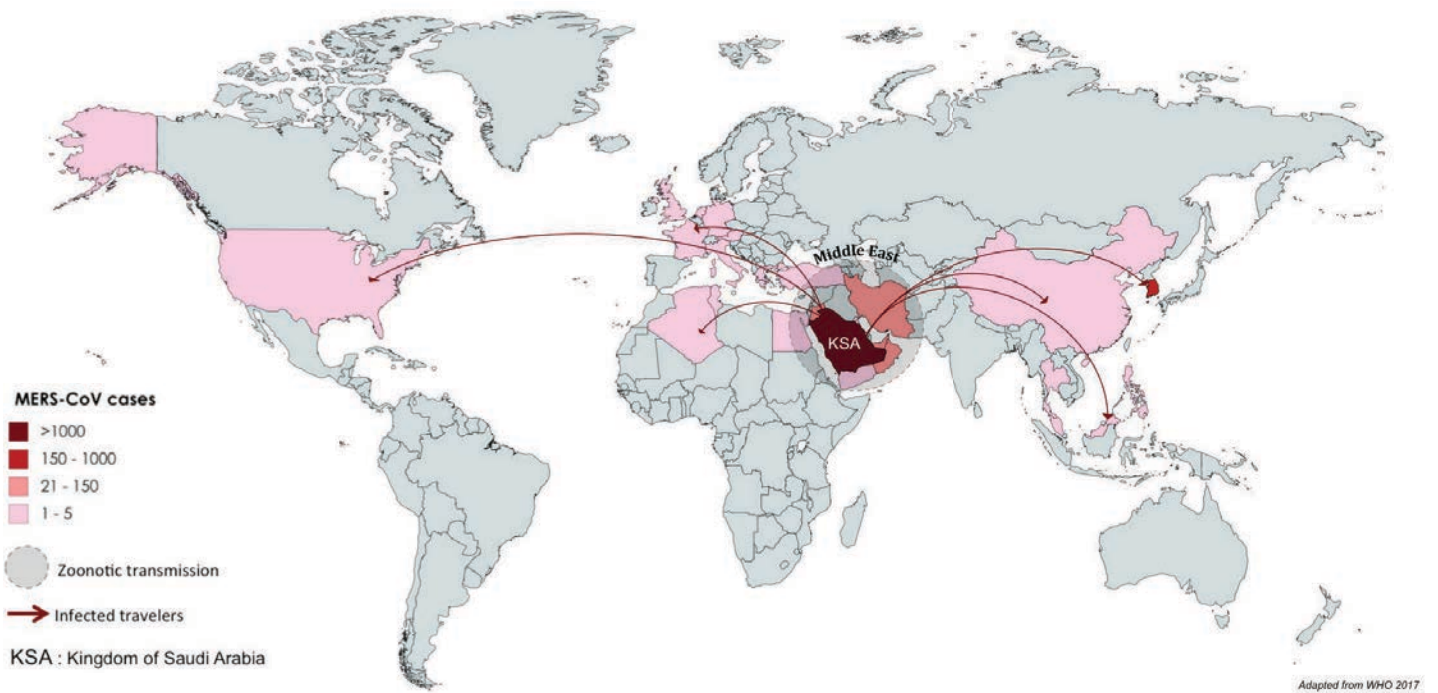 Middle East
KSA
MERS-CoV cases
>1000
150 - 1000
21 - 150
1 - 5
Zoonotic transmission
Infected travelers
KSA : Kingdom of Saudi Arabia
Adapted from WHO 2017